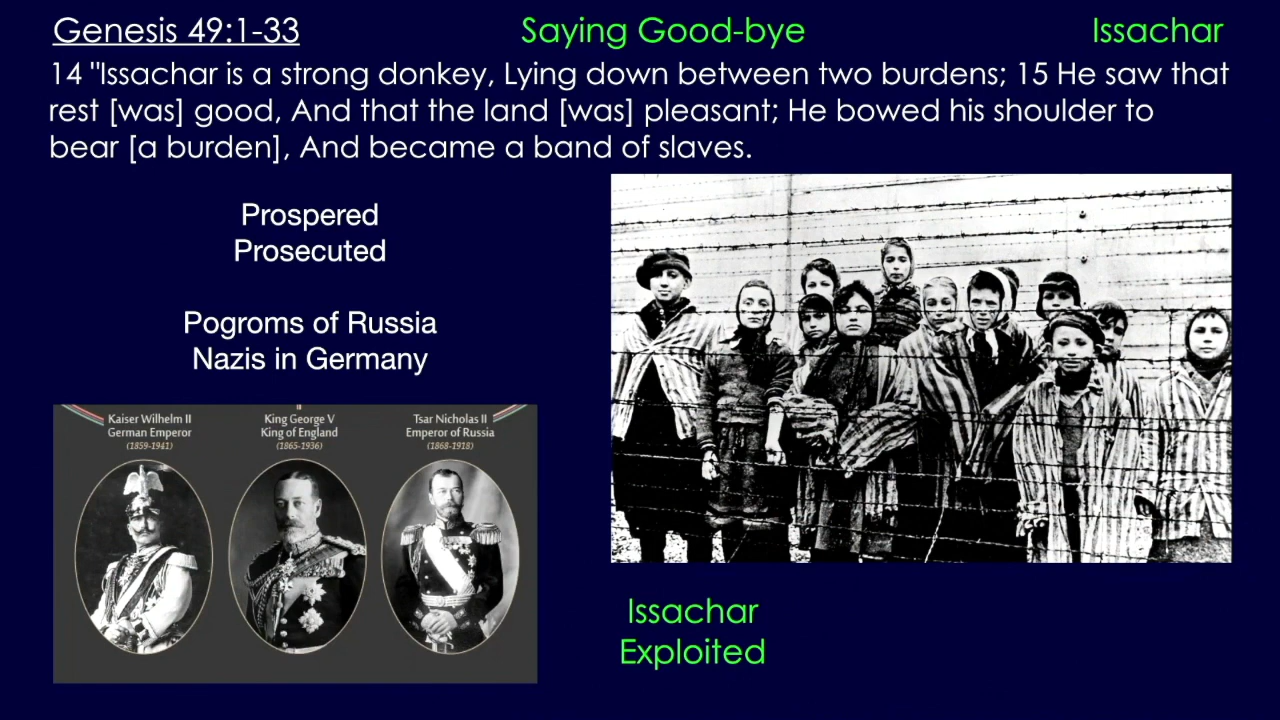 Genesis 49:1-33
Saying Good-bye
Issachar
14 "Issachar is a strong donkey, Lying down between two burdens; 15 He saw that
rest [was] good, And that the land [was] pleasant; He bowed his shoulder to
bear [a burden], And became a band of slaves.
Prospered
Prosecuted
Pogroms of Russia
Nazis in Germany
Kaiser Wilhelm II
German Emperor
(1859-1941)
King George V
King of England
(1865-1936)
Tsar Nicholas II
Emperor of Russia
(1868-1918)
Issachar
Exploited